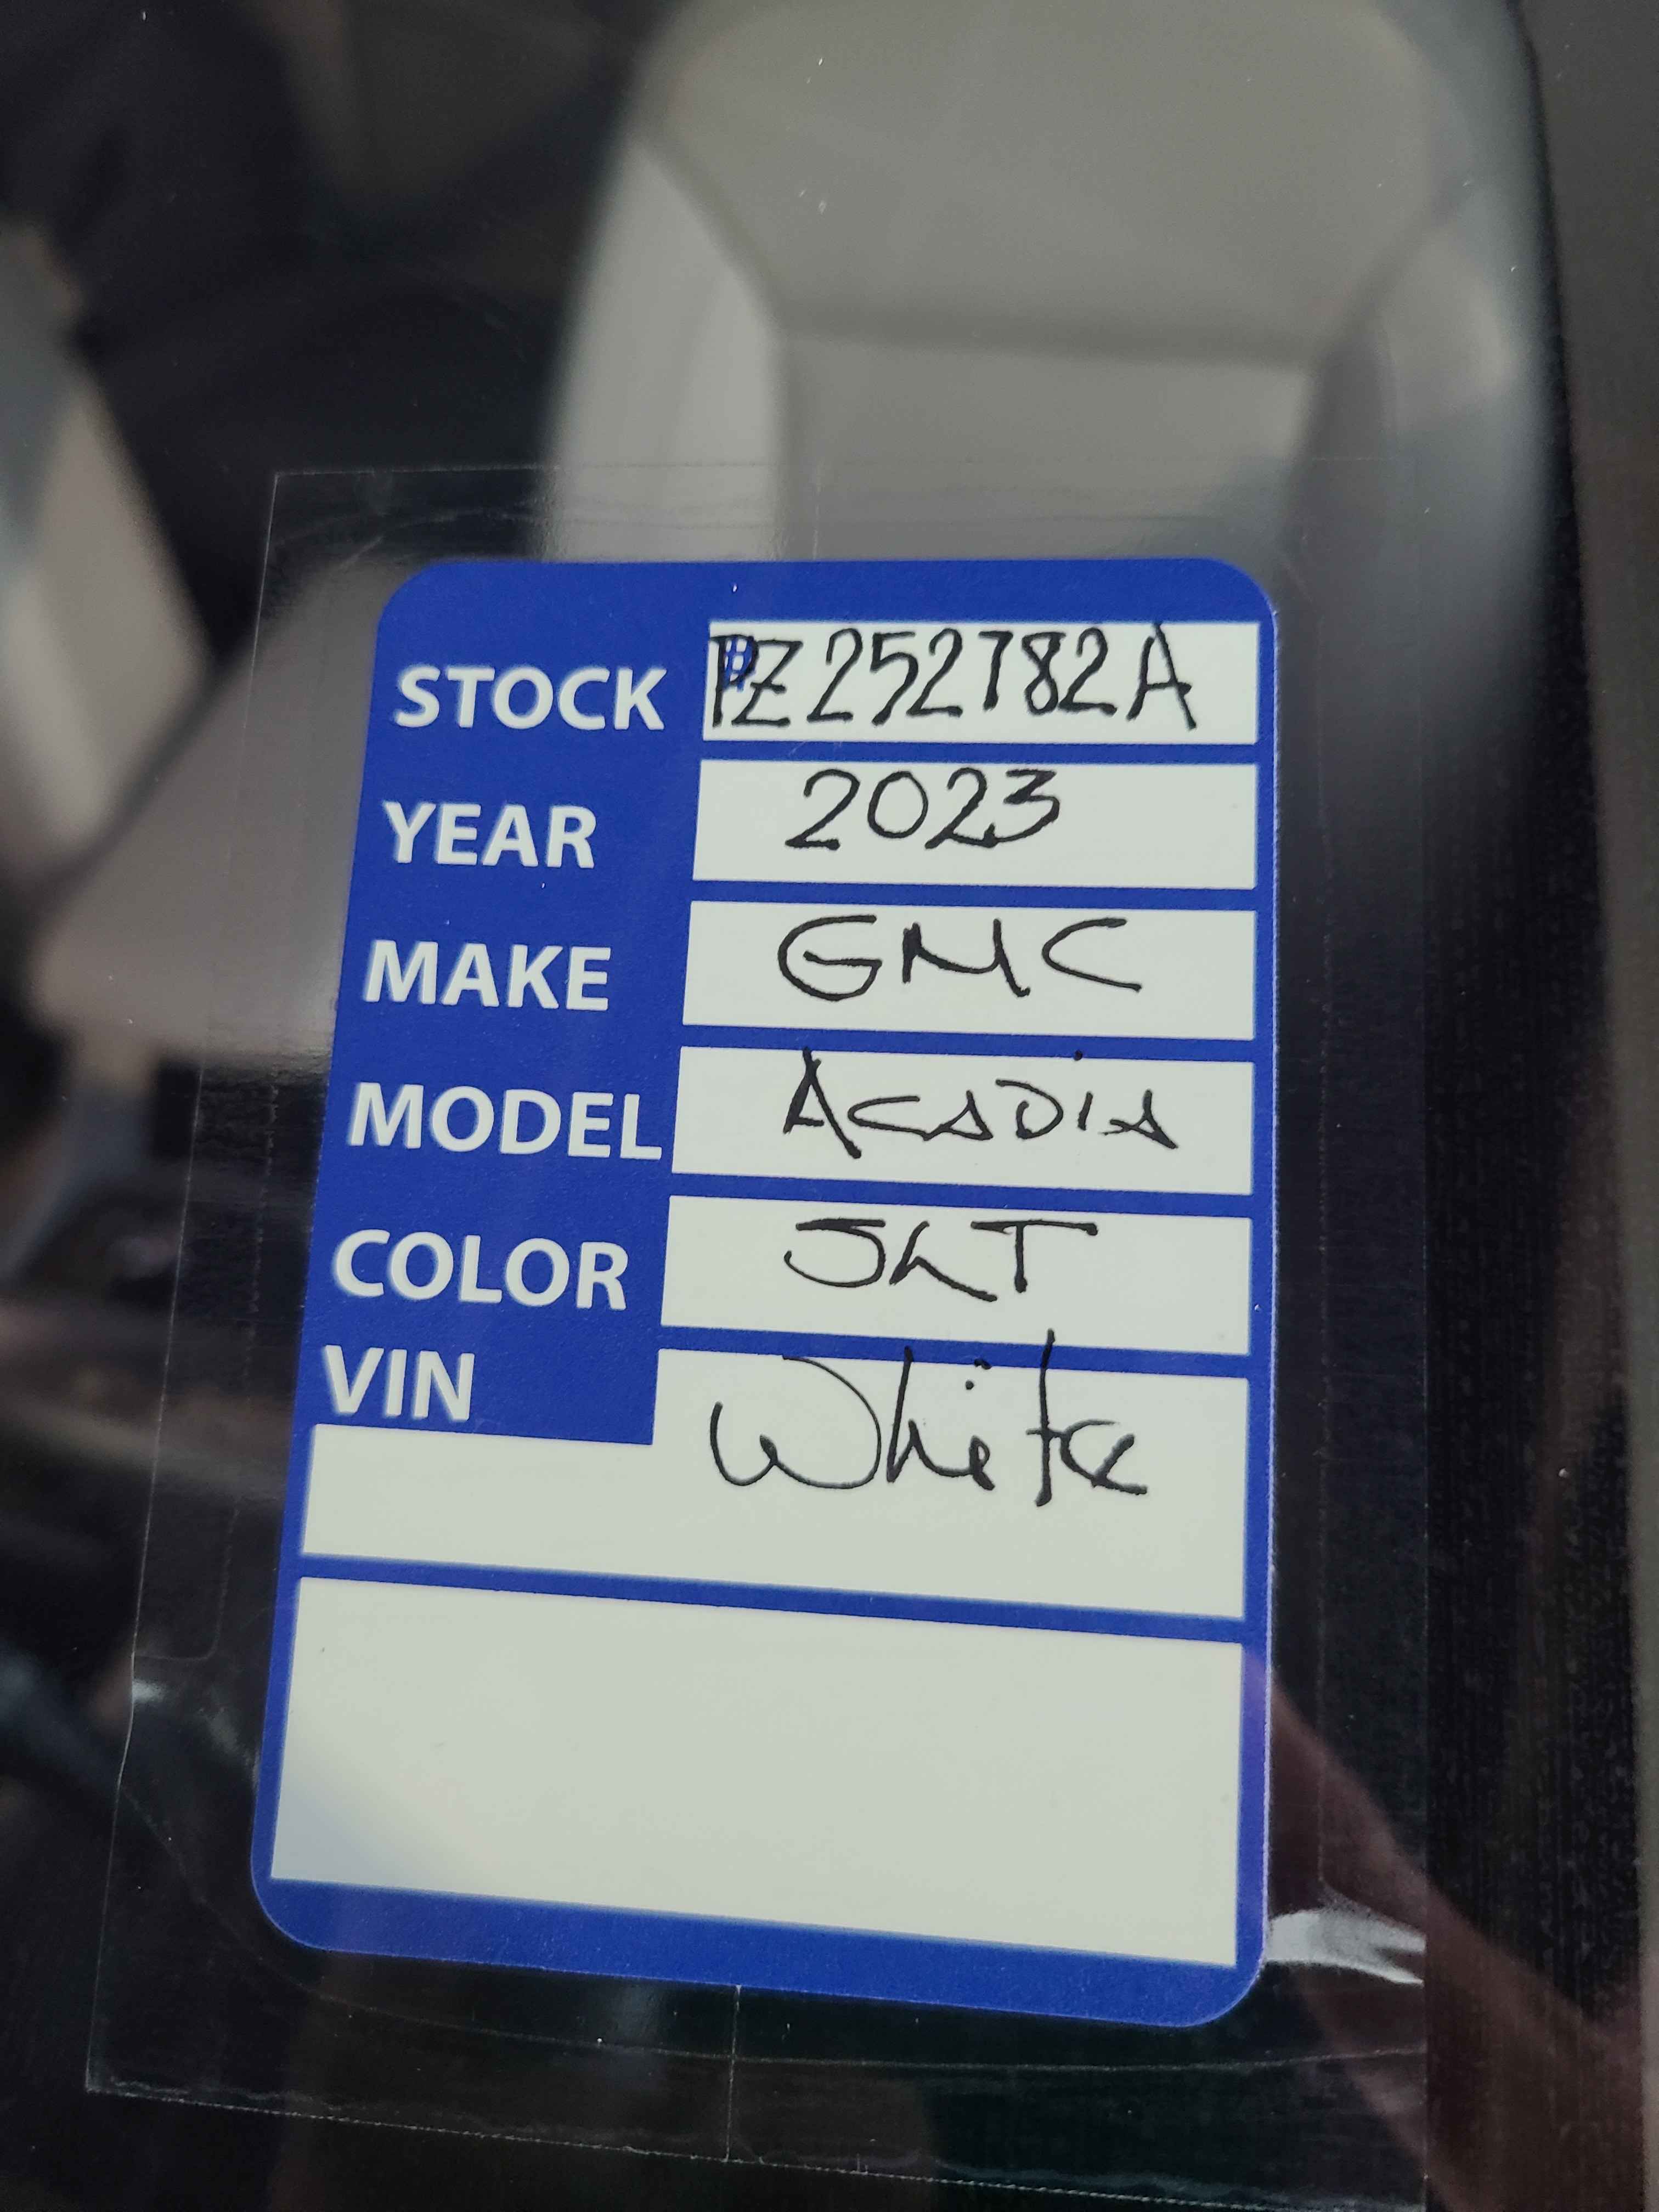 STOCK PZ252782A
YEAR 2023
MAKE GMC
MODEL Acadia
COLOR SLT
VIN White